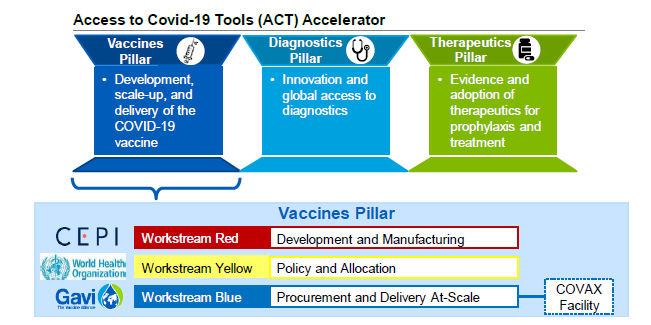 Access to Covid-19 Tools (ACT) Accelerator
Vaccines
Pillar
• Development,
scale-up, and
delivery of the
COVID-19
vaccine
Diagnostics
Pillar
• Innovation and
global access to
diagnostics
Therapeutics
Pillar
• Evidence and
adoption of
therapeutics for
prophylaxis and
treatment
Vaccines Pillar
CEPI Workstream Red Development and Manufacturing
World Health
Organization
Workstream Yellow Policy and Allocation
Gavi
The Vaccine Alliance
Workstream Blue Procurement and Delivery At-Scale
COVAX
Facility